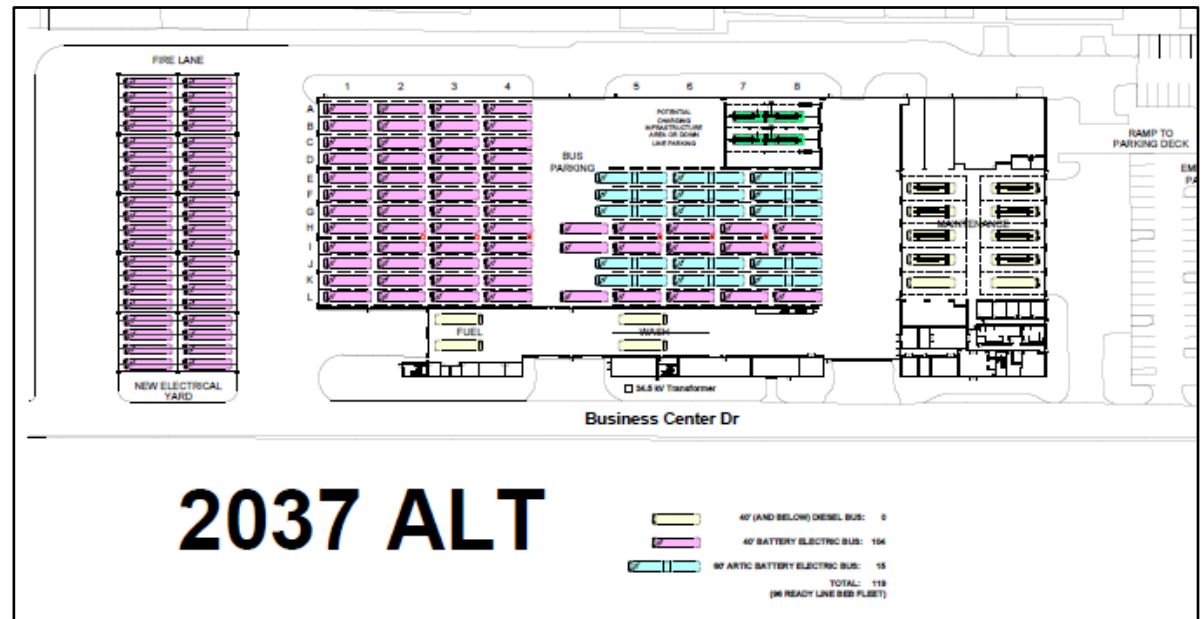 FIRE LANE
1 2 3 4 5 6 7 8
A
B
C
D
E
F
G
H
I
J
K
L
POTENTIAL
CHARGING
INFRASTRUCTURE
AREA OR DOWN
LINE PARKING
BUS
PARKING
RAMP TO
PARKING DECK
EM
PA
MAINTENANCE
FUEL
WASH
NEW ELECTRICAL
YARD
34.5 kV Transformer
Business Center Dr
2037 ALT
40' (AND BELOW) DIESEL BUS: 0
40' BATTERY ELECTRIC BUS: 104
60' ARTIC BATTERY ELECTRIC BUS: 15
TOTAL: 119
(96 READY LINE BEB FLEET)